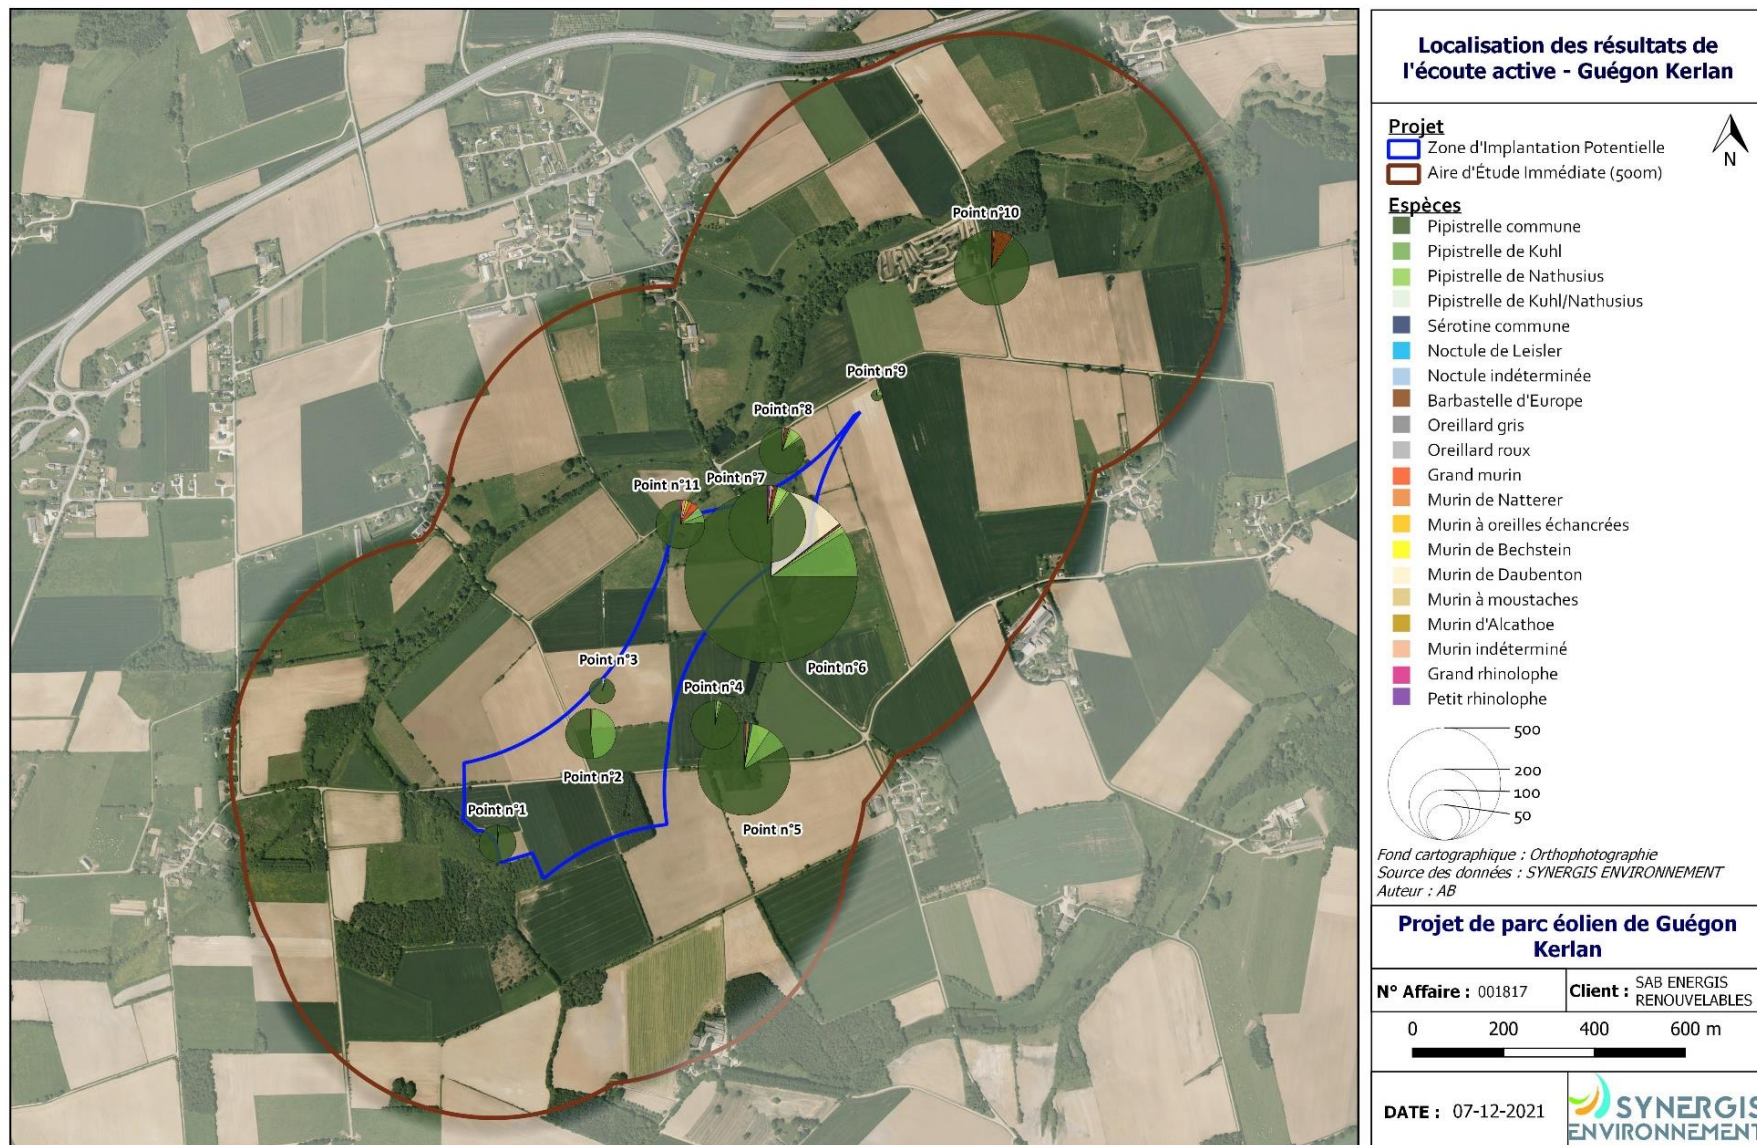 Localisation des résultats de
l'écoute active - Guégon Kerlan
Projet
Zone d'Implantation Potentielle
Aire d'Étude Immédiate (500m)
N
Espèces
Pipistrelle commune
Pipistrelle de Kuhl
Pipistrelle de Nathusius
Pipistrelle de Kuhl/Nathusius
Sérotine commune
Noctule de Leisler
Noctule indéterminée
Barbastelle d'Europe
Oreillard gris
Oreillard roux
Grand murin
Murin de Natterer
Murin à oreilles échancrées
Murin de Bechstein
Murin de Daubenton
Murin à moustaches
Murin d'Alcathoe
Murin indéterminé
Grand rhinolophe
Petit rhinolophe
500
200
100
50
Fond cartographique : Orthophotographie
Source des données : SYNERGIS ENVIRONNEMENT
Auteur : AB
Projet de parc éolien de Guégon
Kerlan
N° Affaire : 001817
Client : SAB ENERGIS
RENOUVELABLES
0 200 400 600 m
DATE : 07-12-2021
SYNERGIS
ENVIRONNEMENT
Point n°10
Point n°9
Point n°8
Point n°7
Point n°11
Point n°3
Point n°6
Point n°4
Point n°2
Point n°1
Point n°5